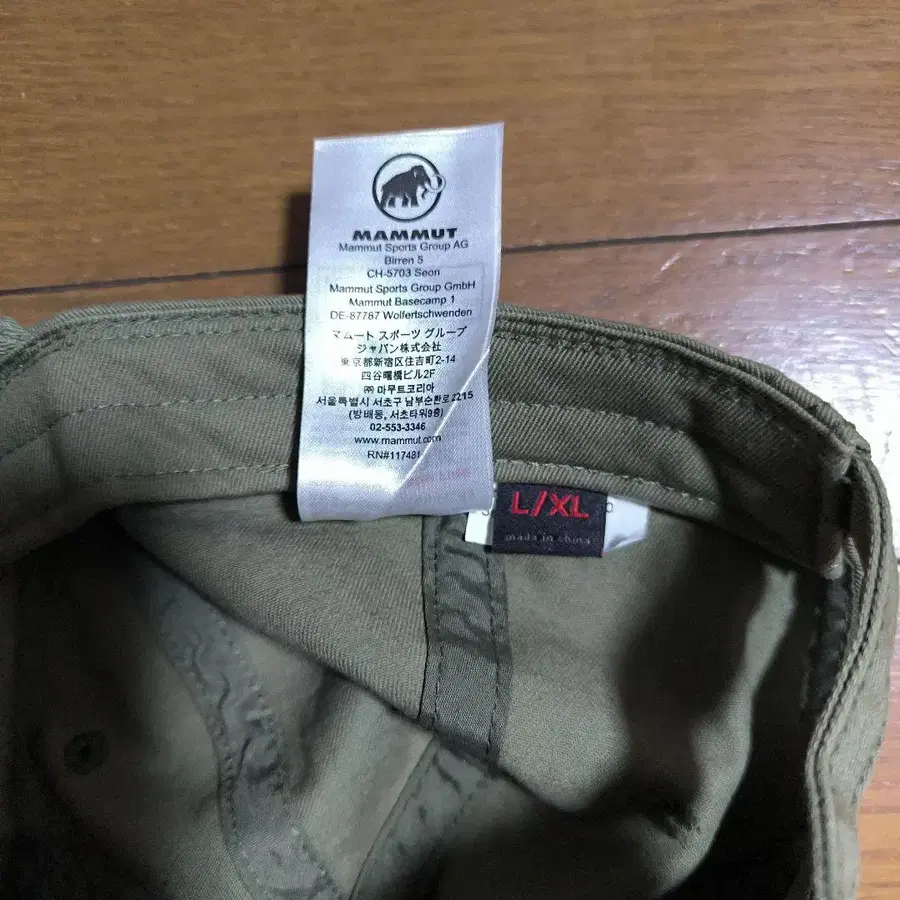 MAMMUT
Mammut Sports Group AG
Birren 5
CH-5703 Seon
Mammut Sports Group GmbH
Mammut Basecamp 1
DE-87787 Wolfertschwenden
マムート スポーツ グループ
ジャパン株式会社
東京都新宿区住吉町2-14
四谷曙橋ビル2F
㈜ 마무트코리아
서울특별시 서초구 남부순환로 2215
(방배동, 서초타워9층)
02-553-3346
www.mammut.com
RN#117481
L/XL
made in china